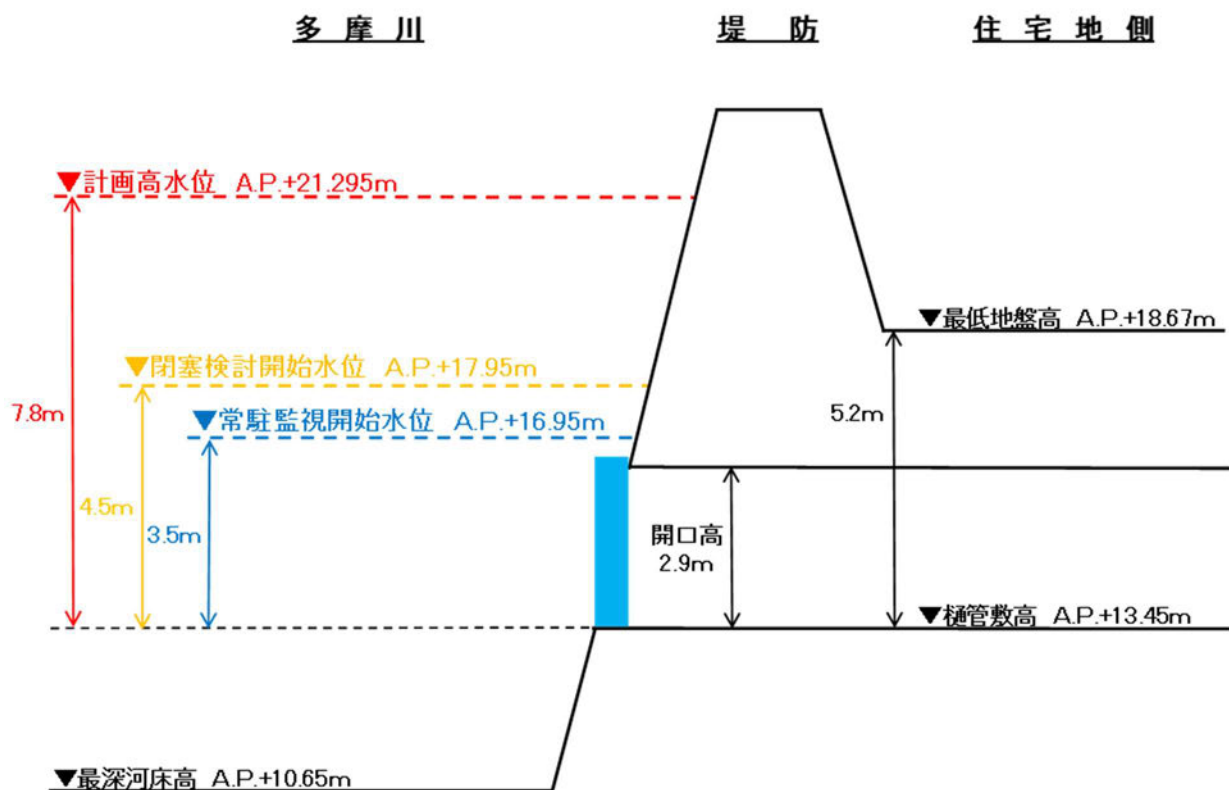 多摩川
堤防
住宅地側
▼計画高水位 A.P.+21.295m
▼最低地盤高 A.P.+18.67m
▼閉塞検討開始水位 A.P.+17.95m
7.8m
▼常駐監視開始水位 A.P.+16.95m
5.2m
4.5m
3.5m
開口高
2.9m
▼樋管敷高 A.P.+13.45m
▼最深河床高 A.P.+10.65m